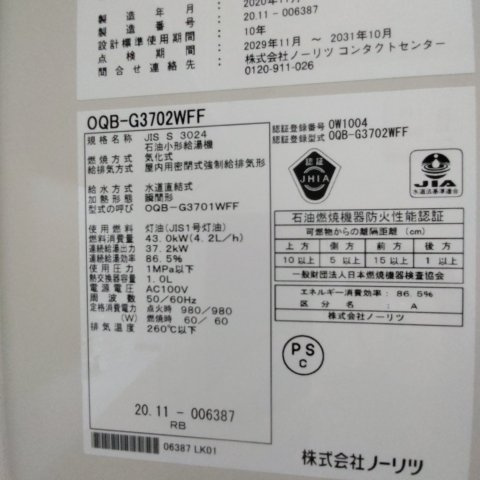 製造年月 2020年11月
製造番号 20.11-006387
設計標準使用期間 10年
点検期間 2029年11月 ～ 2031年10月
問合せ連絡先 株式会社ノーリツ コンタクトセンター
0120-911-026
OQB-G3702WFF
規格名称 JIS S 3024
石油小形給湯機
燃焼方式 気化式
給排気方式 屋内用密閉式強制給排気形
給水方式 水道直結式
加熱形態 瞬間形
型式の呼び OQB-G3701WFF
使用燃料 灯油(JIS1号灯油)
燃料消費量 43.0kW(4.2L/h)
連続給湯出力 37.2kW
連続給湯効率 86.5%
使用圧力 1MPa以下
熱交換器容量 1.0L
電源電圧 AC100V
周波数 50/60Hz
定格消費電力 点火時 980/980
(W) 燃焼時 60/ 60
排気温度 260℃以下
20.11 - 006387
RB
06387 LK01
認証登録番号 OW1004
認証登録型式 OQB-G3702WFF
認証
JHIA
JIA
水道法基準適合
石油燃焼機器防火性能認証
可燃物からの離隔距離 (cm)
上方 側方 前方 後方
10以上 5以上 15以上 1以上
一般財団法人日本燃焼機器検査協会
エネルギー消費効率: 86.5%
区分名: A
株式会社ノーリツ
PS
C
株式会社ノーリツ